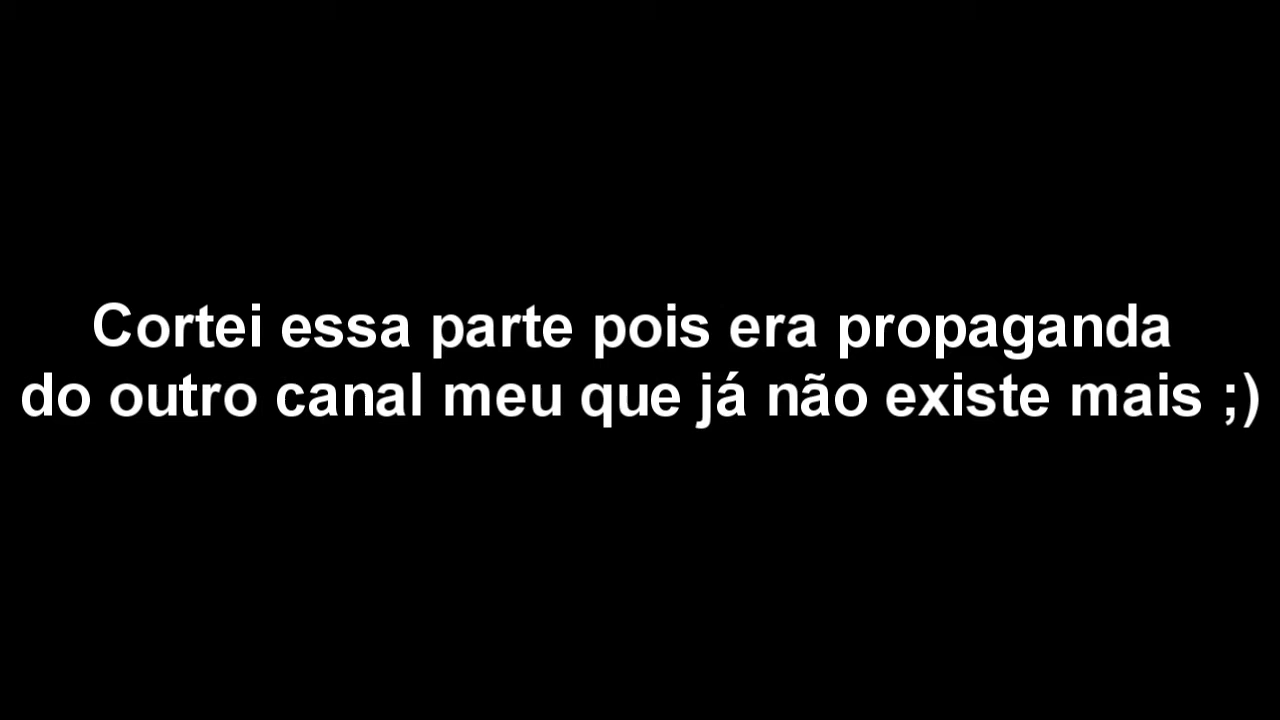 Cortei essa parte pois era propaganda
do outro canal meu que já não existe mais ;)